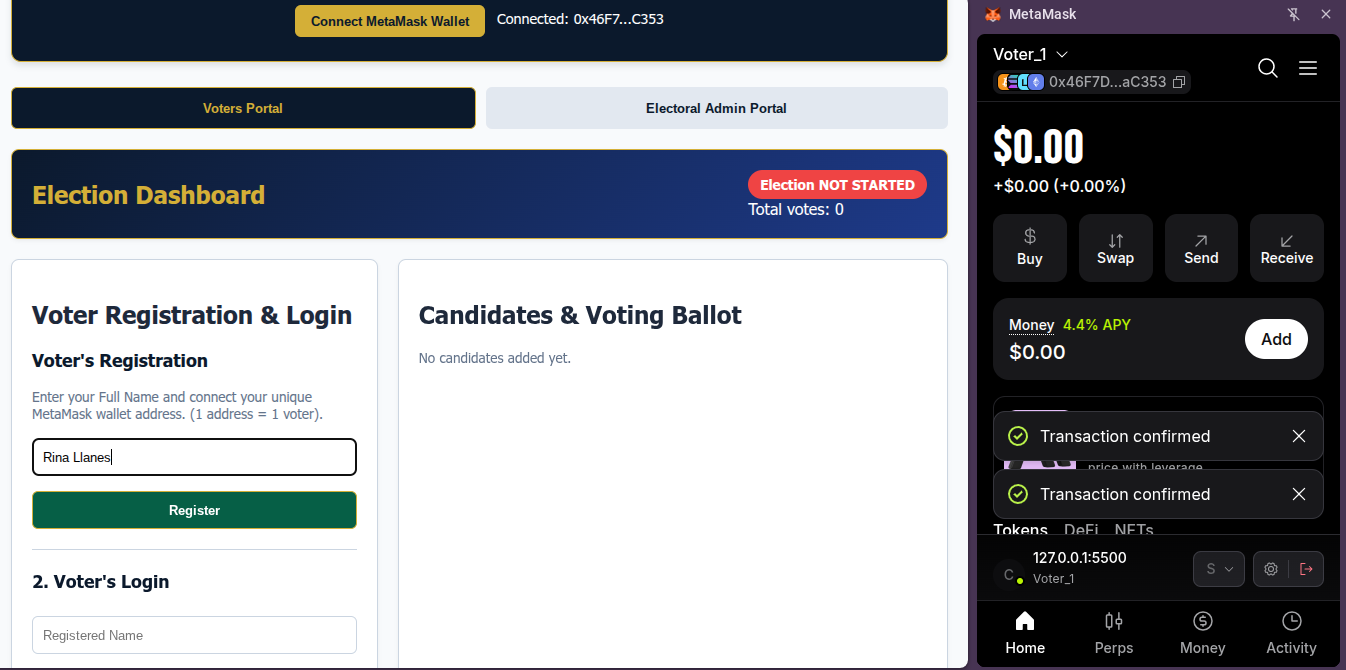 Connect MetaMask Wallet
Connected: 0x46F7...C353
Voters Portal
Electoral Admin Portal
Election Dashboard
Election NOT STARTED
Total votes: 0
Voter Registration & Login
Voter's Registration
Enter your Full Name and connect your unique
MetaMask wallet address. (1 address = 1 voter).
Rina Llanes
Register
2. Voter's Login
Registered Name
Candidates & Voting Ballot
No candidates added yet.
MetaMask
Voter_1
0x46F7D...aC353
$0.00
+$0.00 (+0.00%)
Buy
Swap
Send
Receive
Money 4.4% APY
$0.00
Add
Transaction confirmed
price with leverage
Transaction confirmed
Tokens DeFi NFTs
C
127.0.0.1:5500
Voter_1
S
Home
Perps
Money
Activity